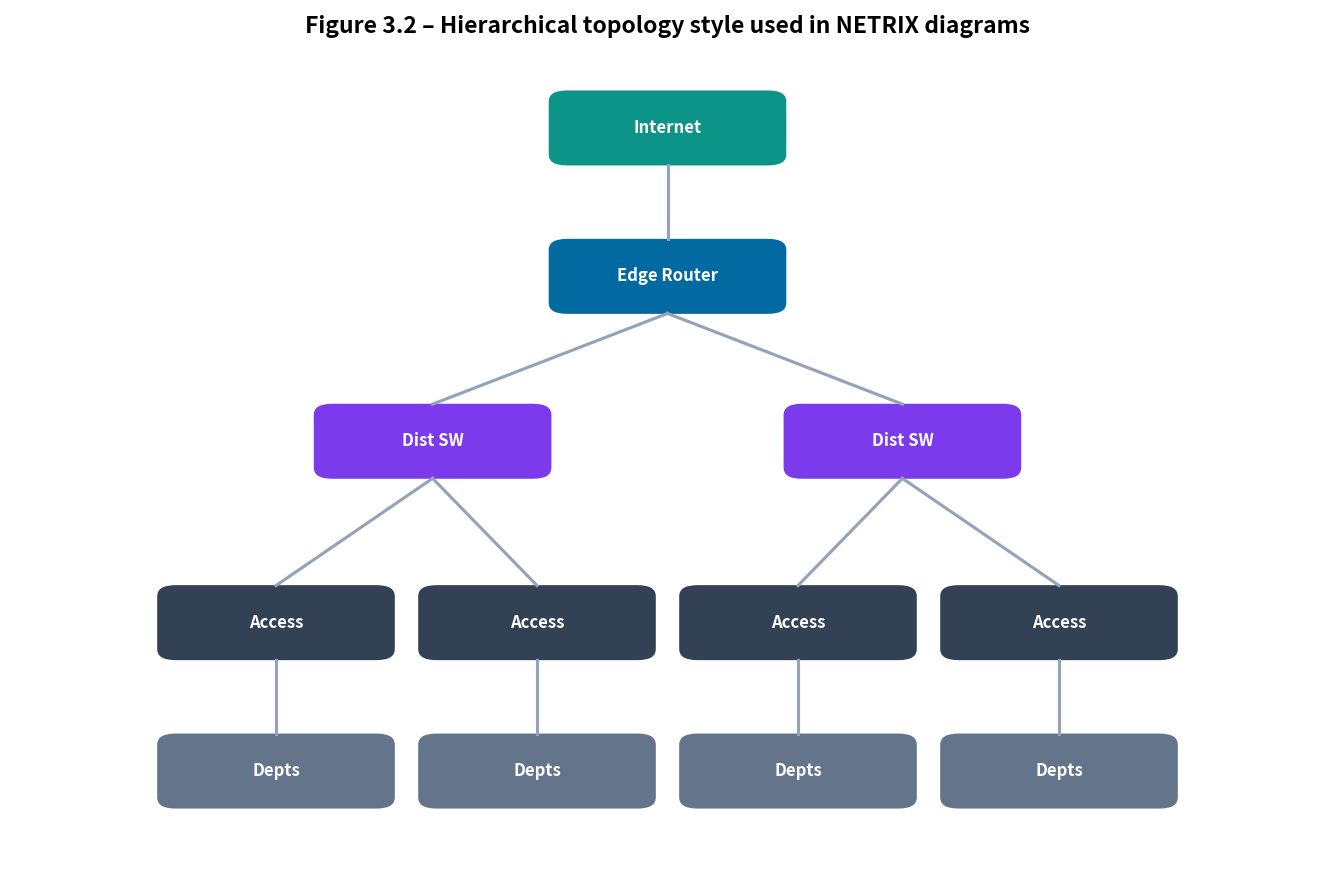 Figure 3.2 – Hierarchical topology style used in NETRIX diagrams
Internet
Edge Router
Dist SW
Dist SW
Access
Access
Access
Access
Depts
Depts
Depts
Depts